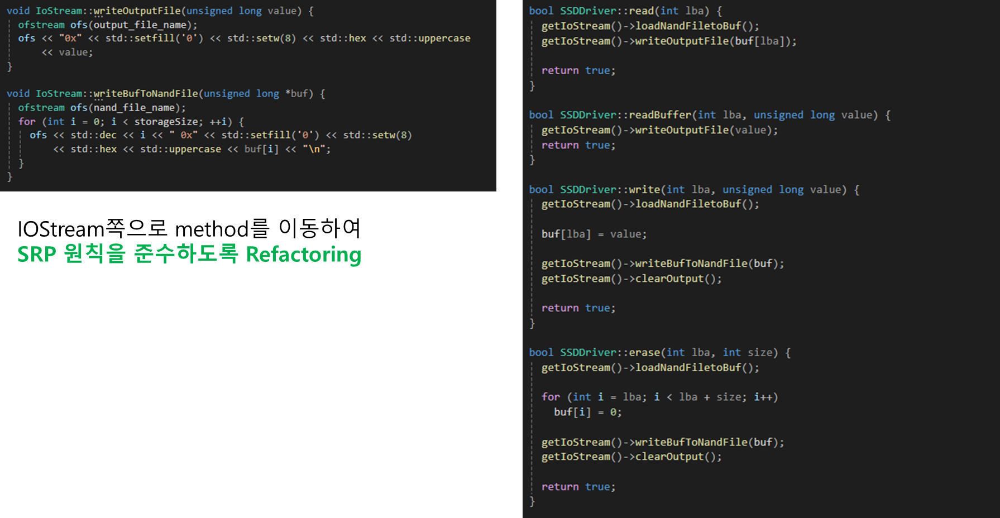 void IoStream::writeOutputFile(unsigned long value) {
ofstream ofs(output_file_name);
ofs << "0x" << std::setfill('0') << std::setw(8) << std::hex << std::uppercase
<< value;
}
void IoStream::writeBufToNandFile(unsigned long *buf) {
ofstream ofs(nand_file_name);
for (int i = 0; i < storageSize; ++i) {
ofs << std::dec << i << " 0x" << std::setfill('0') << std::setw(8)
<< std::hex << std::uppercase << buf[i] << "\n";
}
}
IOStream쪽으로 method를 이동하여
SRP 원칙을 준수하도록 Refactoring
bool SSDDriver::read(int lba) {
getIoStream()->loadNandFiletoBuf();
getIoStream()->writeOutputFile(buf[lba]);
return true;
}
bool SSDDriver::readBuffer(int lba, unsigned long value) {
getIoStream()->writeOutputFile(value);
return true;
}
bool SSDDriver::write(int lba, unsigned long value) {
getIoStream()->loadNandFiletoBuf();
buf[lba] = value;
getIoStream()->writeBufToNandFile(buf);
getIoStream()->clearOutput();
return true;
}
bool SSDDriver::erase(int lba, int size) {
getIoStream()->loadNandFiletoBuf();
for (int i = lba; i < lba + size; i++)
buf[i] = 0;
getIoStream()->writeBufToNandFile(buf);
getIoStream()->clearOutput();
return true;
}